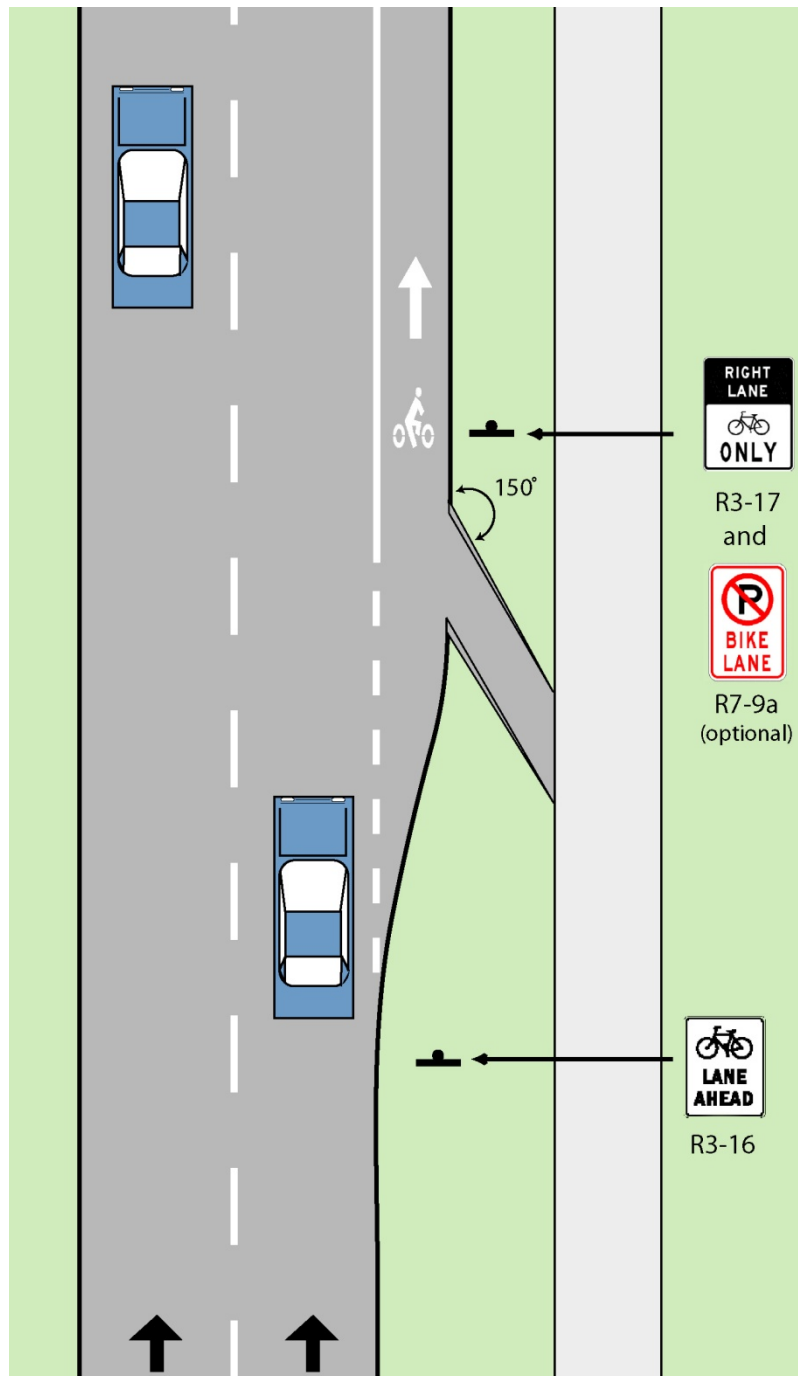 RIGHT
LANE
ONLY
R3-17
and
150°
P
BIKE
LANE
R7-9a
(optional)
LANE
AHEAD
R3-16